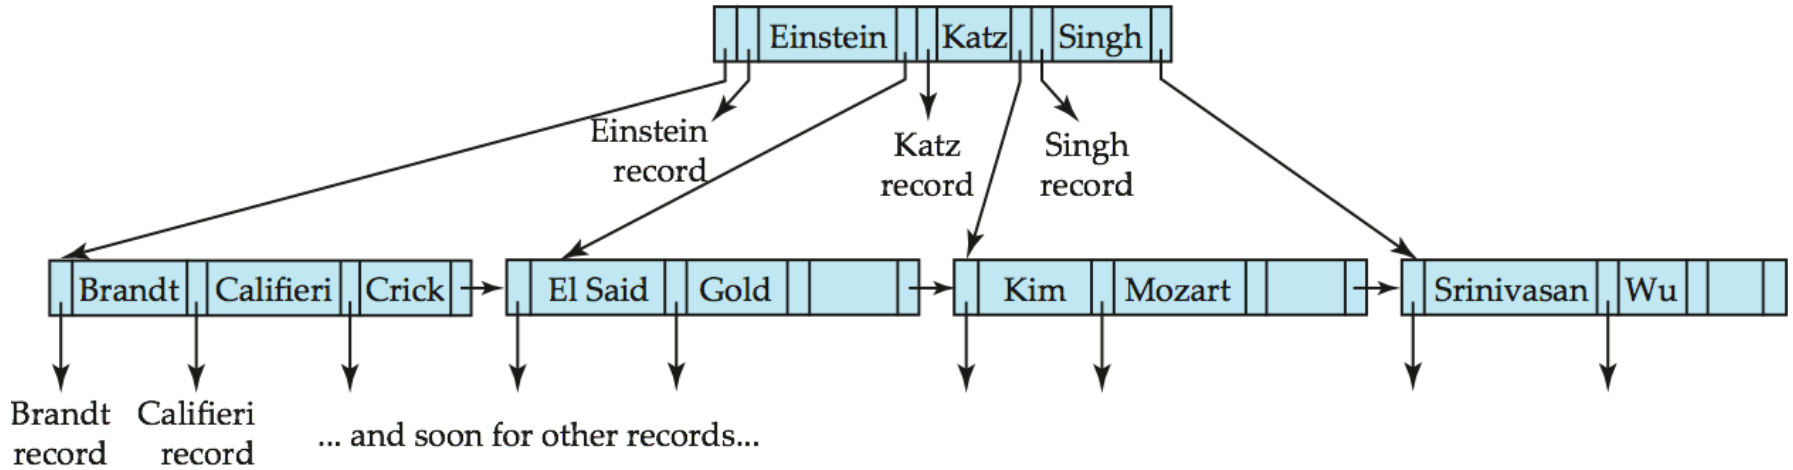 Einstein Katz Singh
Einstein
record
Katz
record
Singh
record
Brandt Califieri Crick El Said Gold Kim Mozart Srinivasan Wu
Brandt
record
Califieri
record
... and soon for other records...